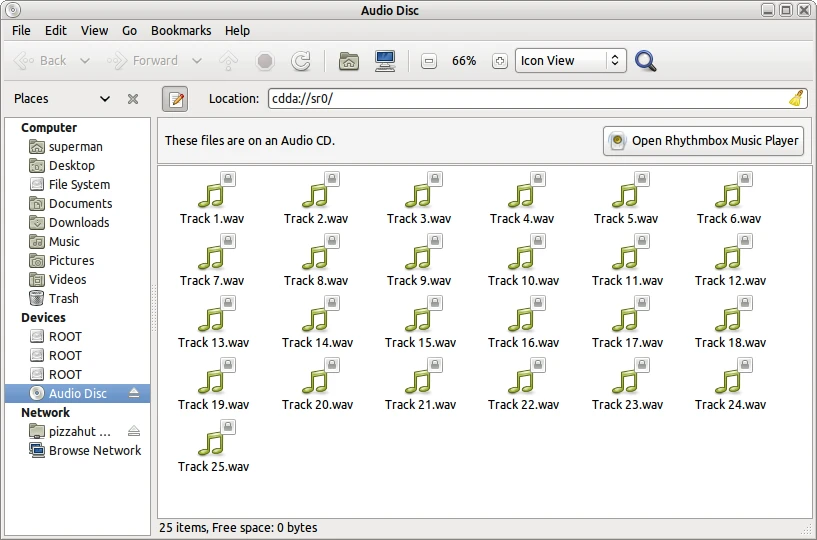 Audio Disc
File Edit View Go Bookmarks Help
Back Forward 66% Icon View
Places Location: cdda://sr0/
Computer
superman
Desktop
File System
Documents
Downloads
Music
Pictures
Videos
Trash
Devices
ROOT
ROOT
ROOT
Audio Disc
Network
pizzahut ...
Browse Network
These files are on an Audio CD. Open Rhythmbox Music Player
Track 1.wav Track 2.wav Track 3.wav Track 4.wav Track 5.wav Track 6.wav
Track 7.wav Track 8.wav Track 9.wav Track 10.wav Track 11.wav Track 12.wav
Track 13.wav Track 14.wav Track 15.wav Track 16.wav Track 17.wav Track 18.wav
Track 19.wav Track 20.wav Track 21.wav Track 22.wav Track 23.wav Track 24.wav
Track 25.wav
25 items, Free space: 0 bytes